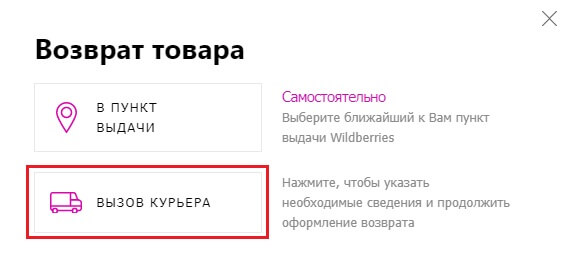 Возврат товара
В ПУНКТ
ВЫДАЧИ
Самостоятельно
Выберите ближайший к Вам пункт
выдачи Wildberries
ВЫЗОВ КУРЬЕРА
Нажмите, чтобы указать
необходимые сведения и продолжить
оформление возврата